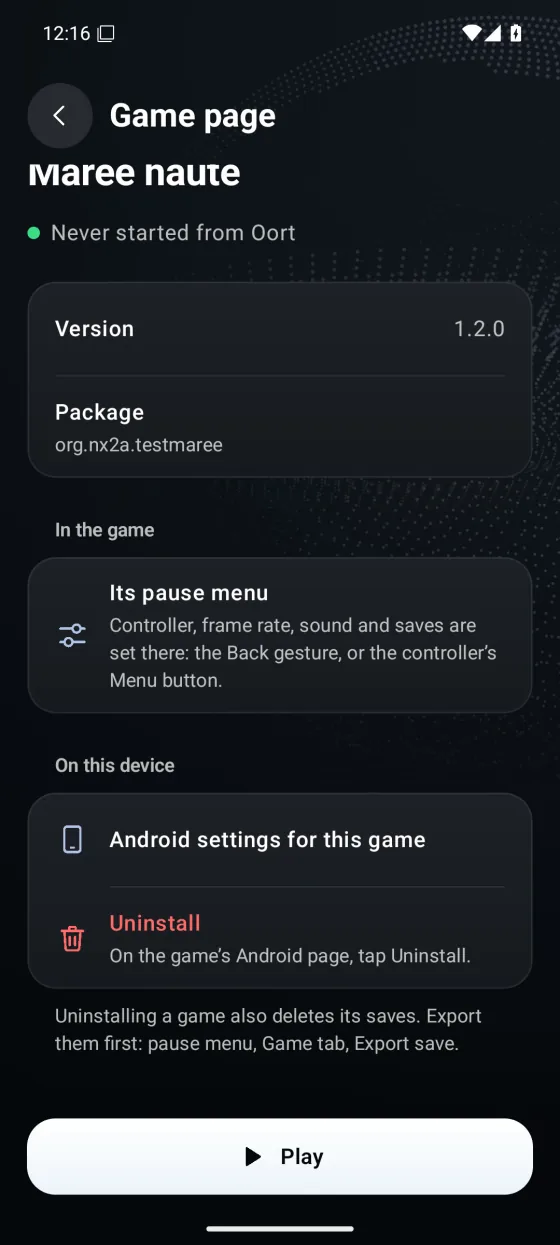 12:16
Game page
Maree haute
Never started from Oort
Version
1.2.0
Package
org.nx2a.testmaree
In the game
Its pause menu
Controller, frame rate, sound and saves are
set there: the Back gesture, or the controller’s
Menu button.
On this device
Android settings for this game
Uninstall
On the game’s Android page, tap Uninstall.
Uninstalling a game also deletes its saves. Export
them first: pause menu, Game tab, Export save.
Play